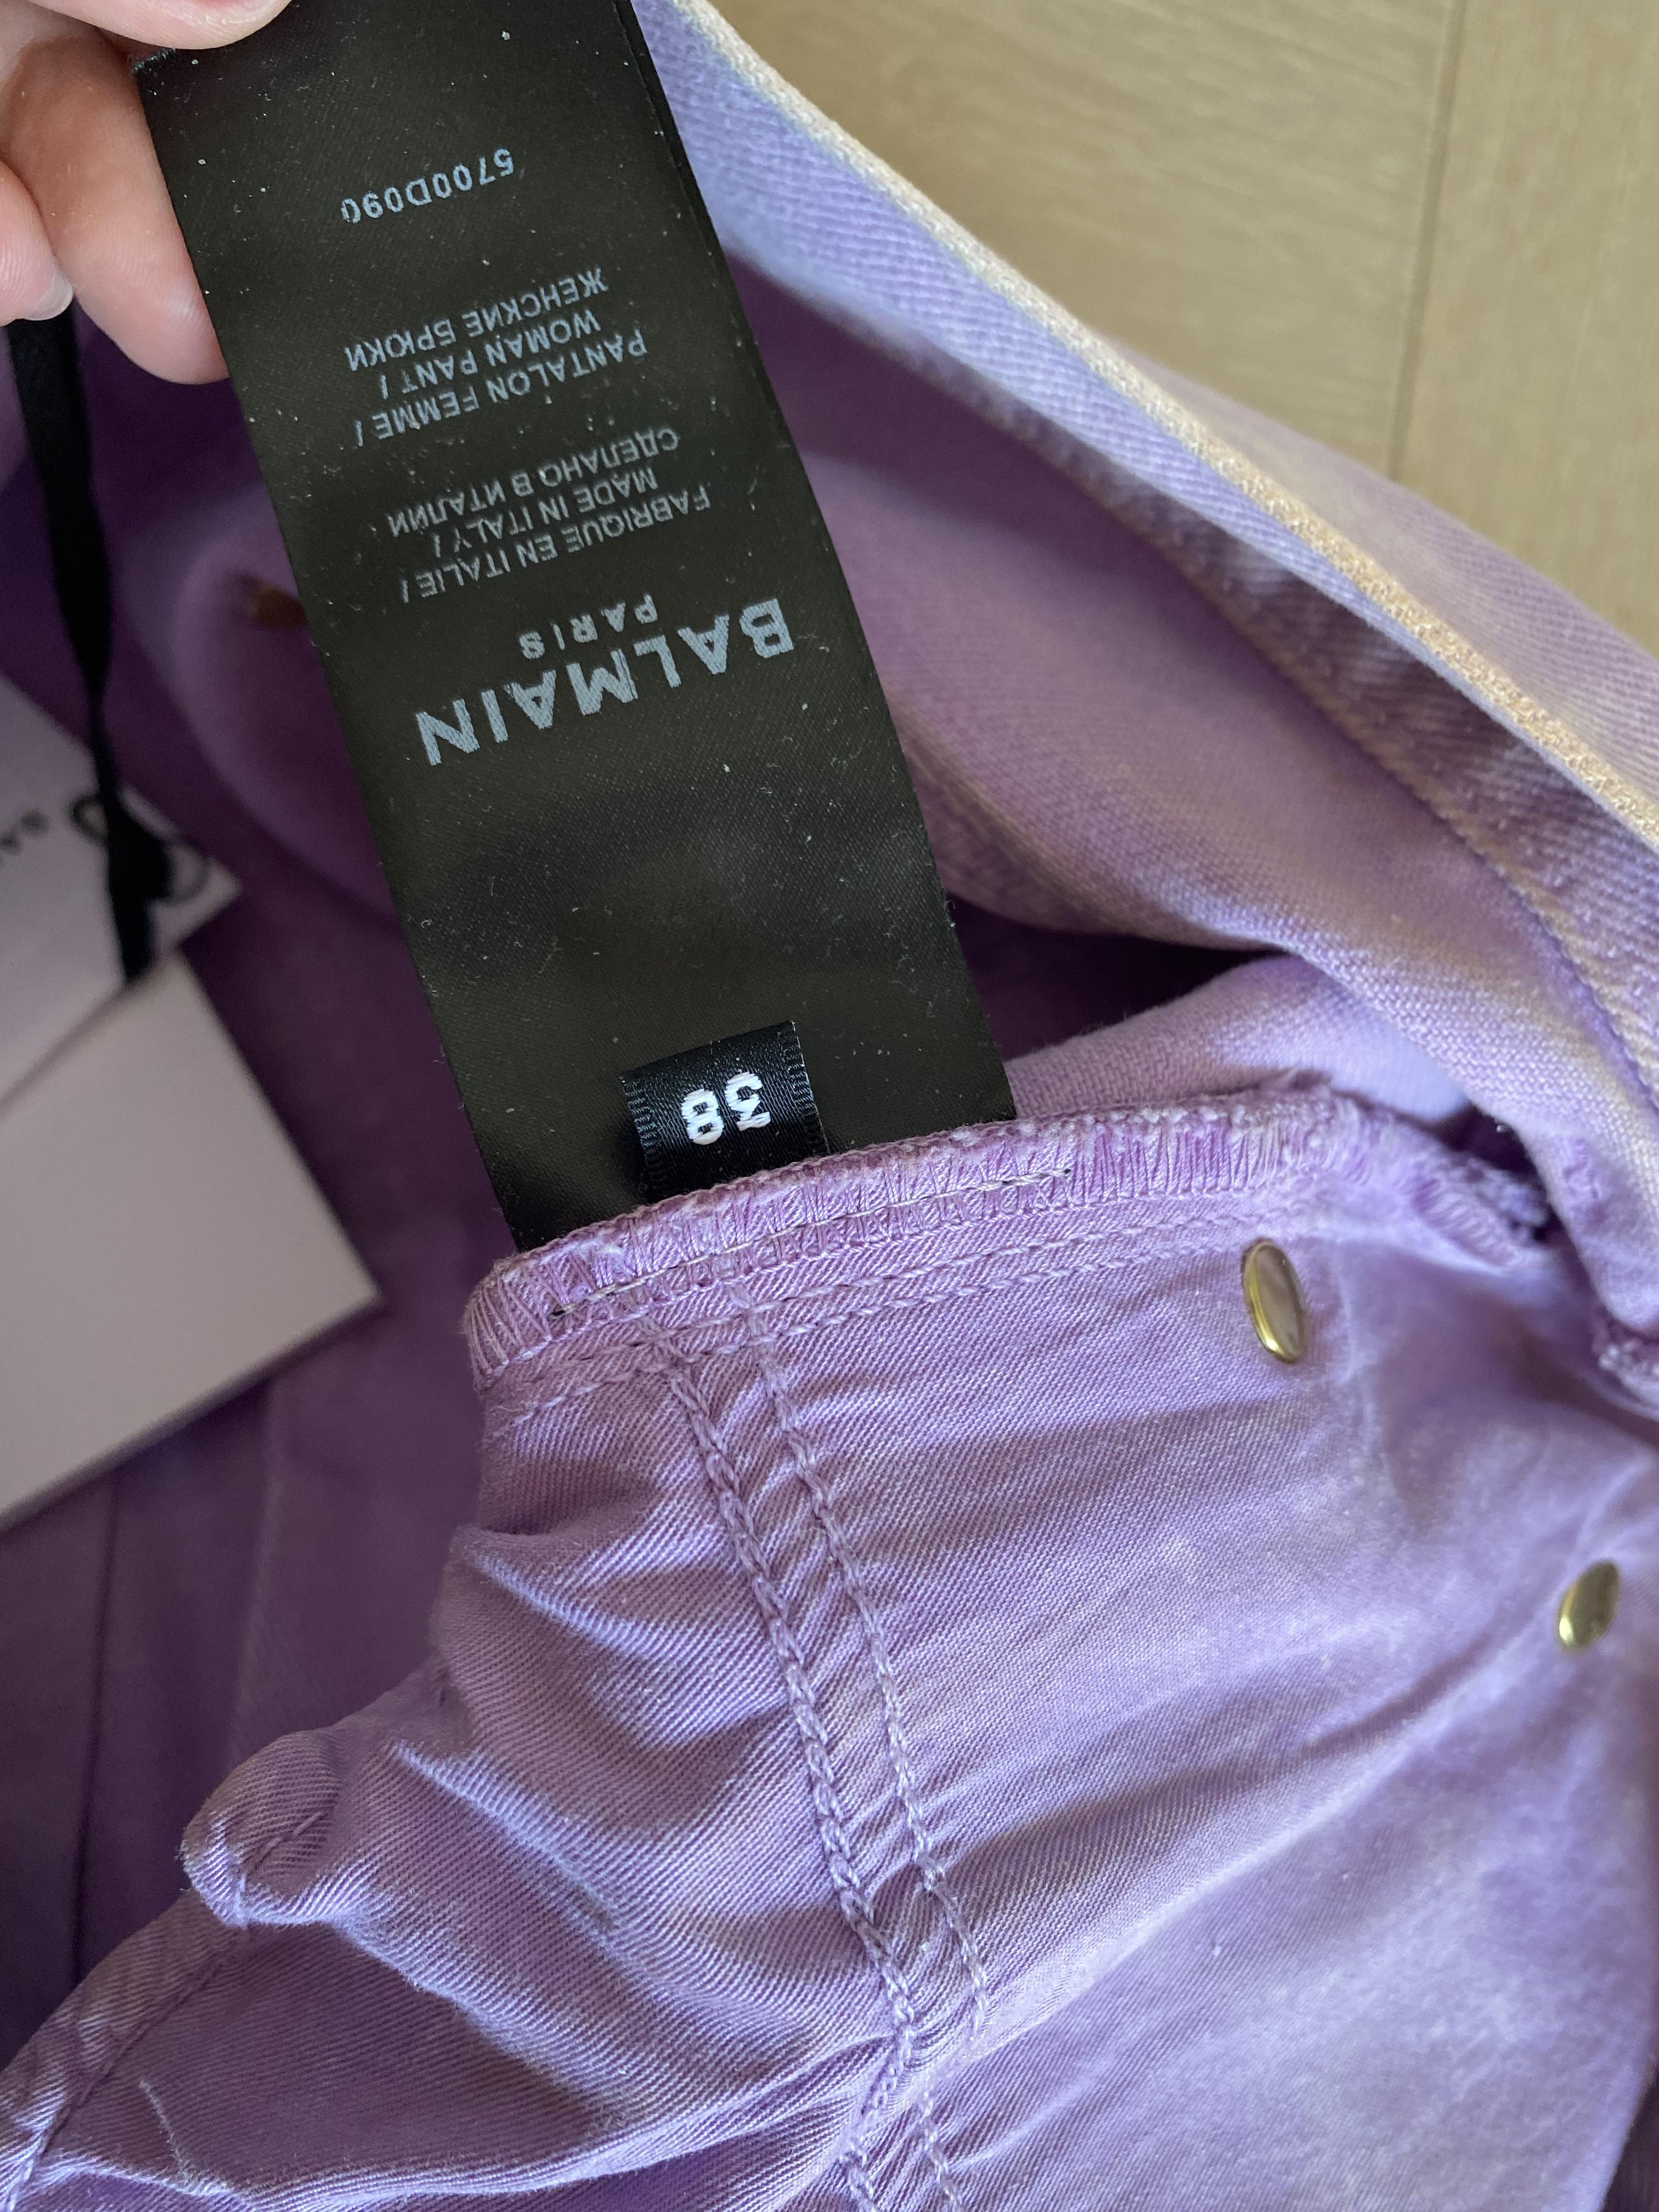 38
BALMAIN
PARIS
FABRIQUE EN ITALIE /
MADE IN ITALY /
СДЕЛАНО В ИТАЛИИ
PANTALON FEMME /
WOMAN PANT /
ЖЕНСКИЕ БРЮКИ
5700D090